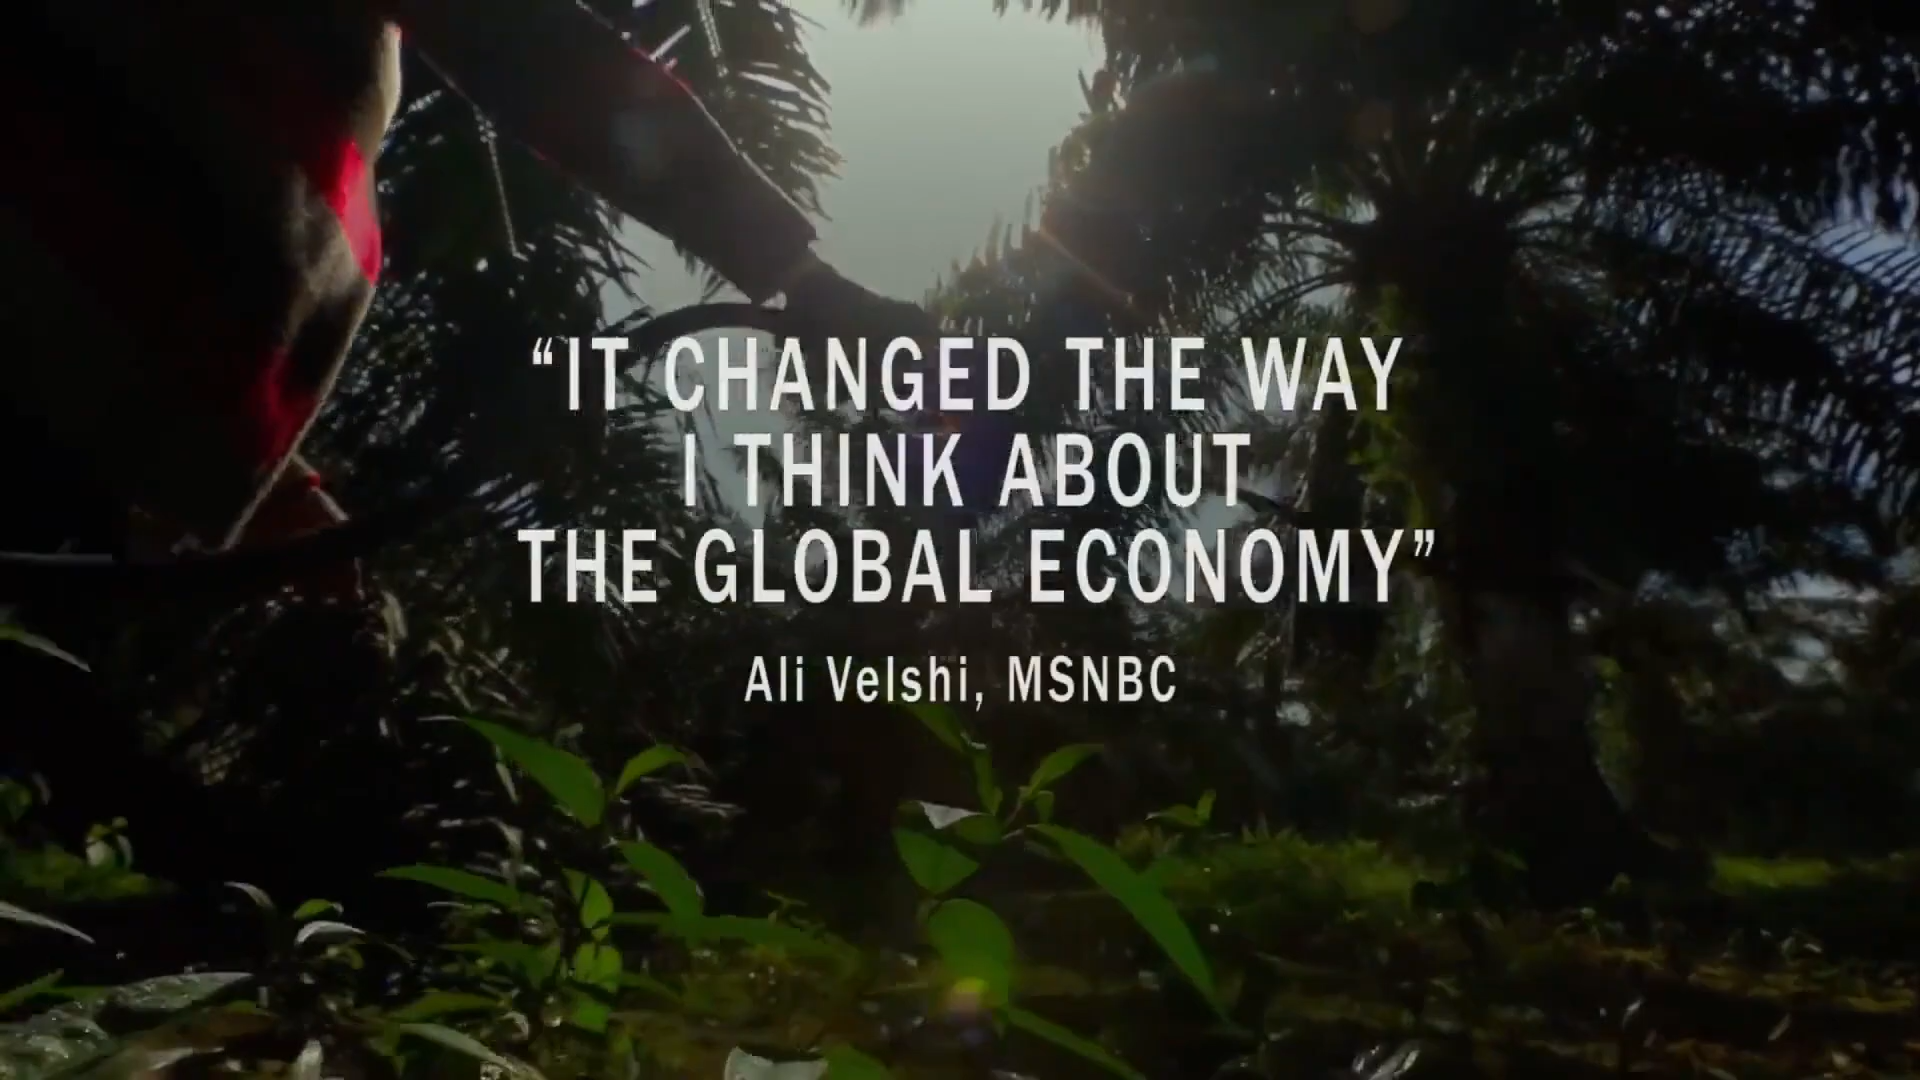 “IT CHANGED THE WAY
I THINK ABOUT
THE GLOBAL ECONOMY”
Ali Velshi, MSNBC